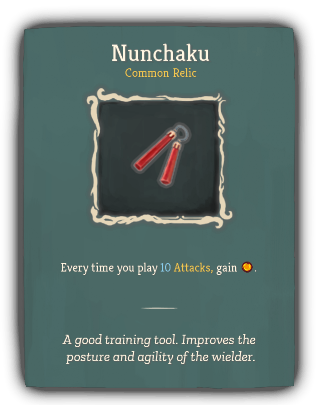 Nunchaku
Common Relic
Every time you play 10 Attacks, gain .
A good training tool. Improves the
posture and agility of the wielder.